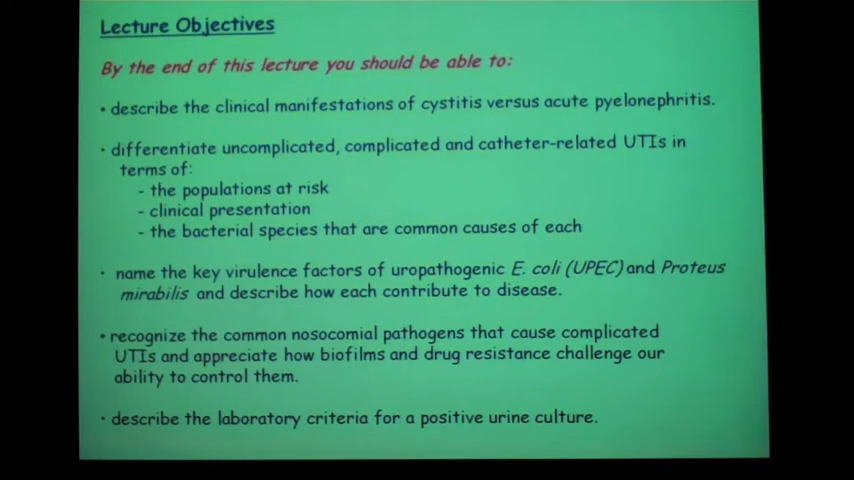 Lecture Objectives
By the end of this lecture you should be able to:
• describe the clinical manifestations of cystitis versus acute pyelonephritis.
• differentiate uncomplicated, complicated and catheter-related UTIs in
terms of:
- the populations at risk
- clinical presentation
- the bacterial species that are common causes of each
• name the key virulence factors of uropathogenic E. coli (UPEC) and Proteus
mirabilis and describe how each contribute to disease.
• recognize the common nosocomial pathogens that cause complicated
UTIs and appreciate how biofilms and drug resistance challenge our
ability to control them.
• describe the laboratory criteria for a positive urine culture.